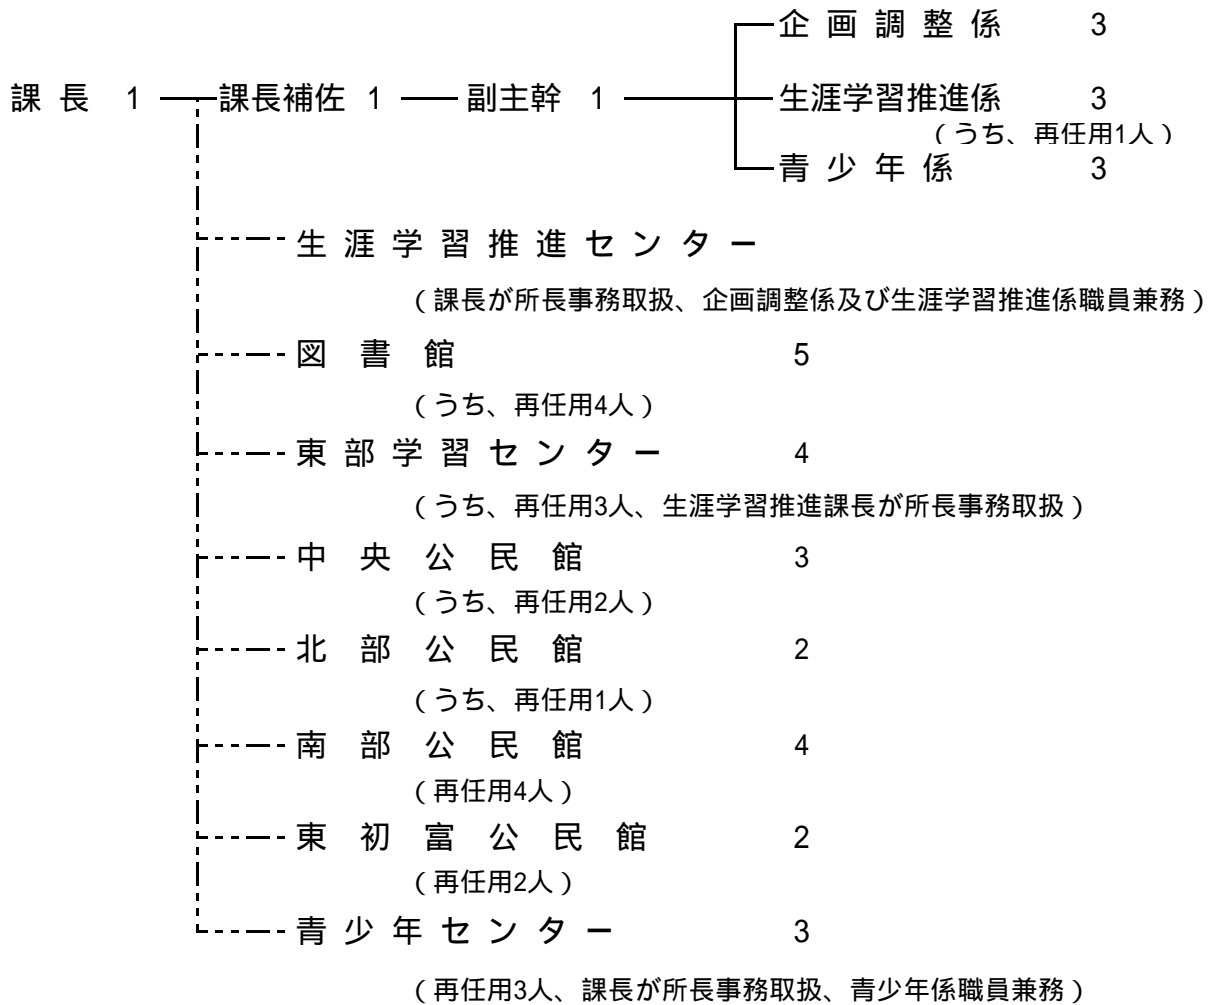 企画調整係 3
課長 1 課長補佐 1 副主幹 1 生涯学習推進係 3
(うち、再任用1人)
青少年係 3
生涯学習推進センター
(課長が所長事務取扱、企画調整係及び生涯学習推進係職員兼務)
図書館 5
(うち、再任用4人)
東部学習センター 4
(うち、再任用3人、生涯学習推進課長が所長事務取扱)
中央公民館 3
(うち、再任用2人)
北部公民館 2
(うち、再任用1人)
南部公民館 4
(再任用4人)
東初富公民館 2
(再任用2人)
青少年センター 3
(再任用3人、課長が所長事務取扱、青少年係職員兼務)